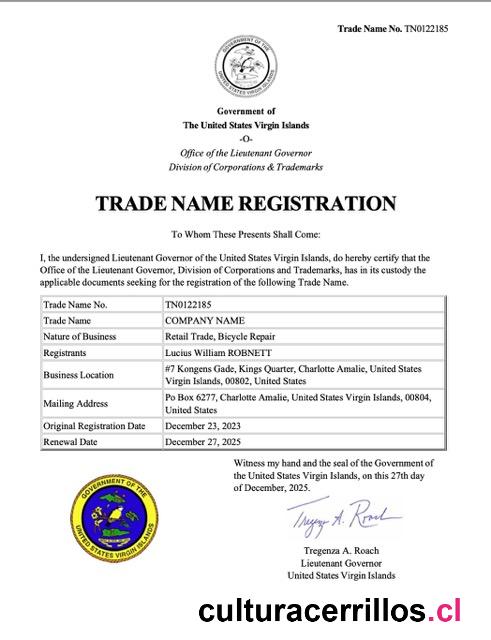 Trade Name No. TN0122185
GOVERNMENT OF THE
UNITED STATES VIRGIN ISLANDS
Government of
The United States Virgin Islands
-O-
Office of the Lieutenant Governor
Division of Corporations & Trademarks
TRADE NAME REGISTRATION
To Whom These Presents Shall Come:
I, the undersigned Lieutenant Governor of the United States Virgin Islands, do hereby certify that the
Office of the Lieutenant Governor, Division of Corporations and Trademarks, has in its custody the
applicable documents seeking for the registration of the following Trade Name.
Trade Name No. TN0122185
Trade Name COMPANY NAME
Nature of Business Retail Trade, Bicycle Repair
Registrants Lucius William ROBNETT
Business Location #7 Kongens Gade, Kings Quarter, Charlotte Amalie, United States
Virgin Islands, 00802, United States
Mailing Address Po Box 6277, Charlotte Amalie, United States Virgin Islands, 00804,
United States
Original Registration Date December 23, 2023
Renewal Date December 27, 2025
Witness my hand and the seal of the Government of
the United States Virgin Islands, on this 27th day
of December, 2025.
GOVERNMENT OF THE
UNITED STATES VIRGIN ISLANDS
Tregenza A. Roach
Tregenza A. Roach
Lieutenant Governor
United States Virgin Islands
culturacerrillos.cl